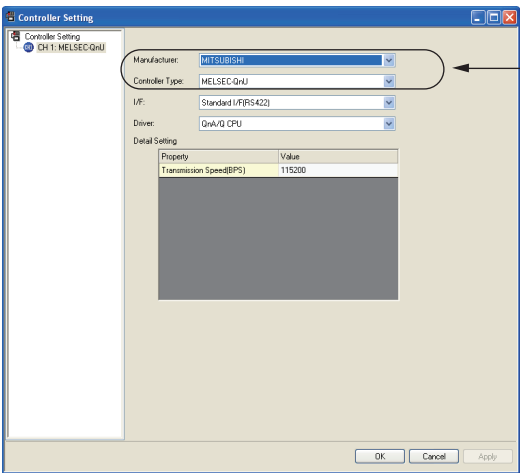 Controller Setting
Controller Setting
CH1
CH 1: MELSEC-QnU
Manufacturer: MITSUBISHI
Controller Type: MELSEC-QnU
I/F: Standard I/F(RS422)
Driver: QnA/Q CPU
Detail Setting
Property Value
Transmission Speed(BPS) 115200
OK Cancel Apply